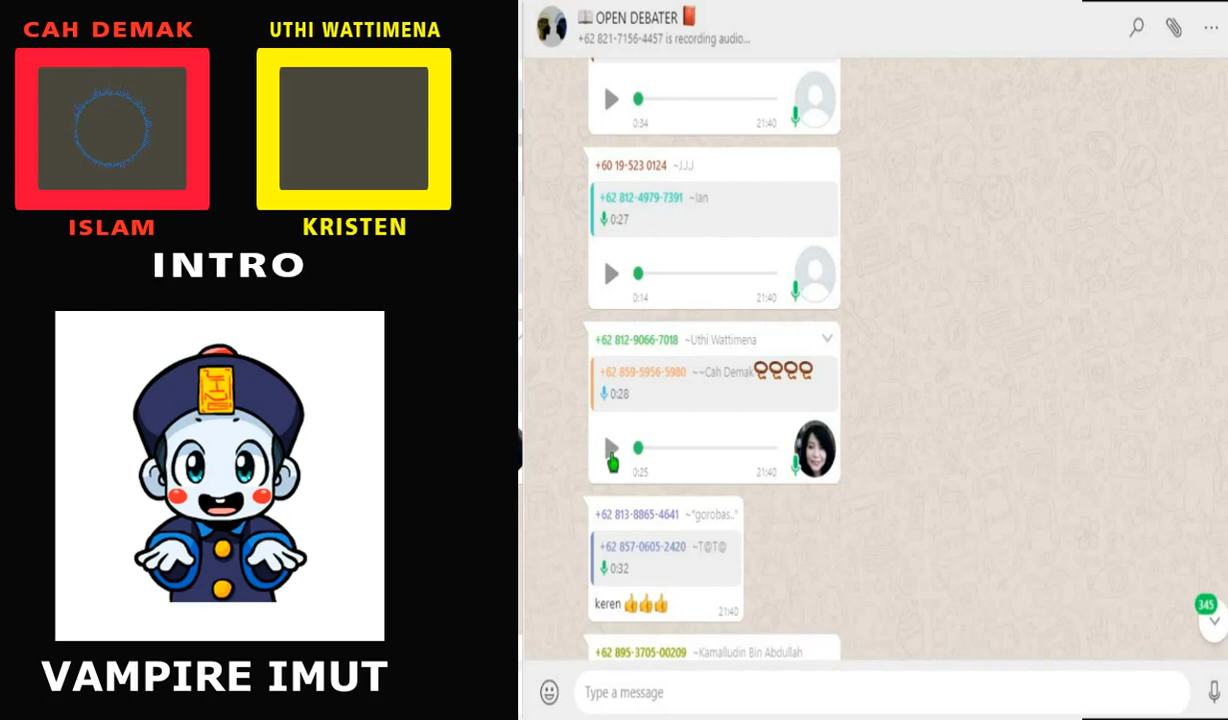 CAH DEMAK
UTHI WATTIMENA
ISLAM
KRISTEN
INTRO
VAMPIRE IMUT
OPEN DEBATER
+62 821-7156-4457 is recording audio...
0:34
21:40
+60 19-523 0124 ~JJJ
+62 812-4979-7391 ~Ian
0:27
0:14
21:40
+62 812-9066-7018 ~Uthi Wattimena
+62 859-5956-5980 ~~Cah Demak
0:28
0:25
21:40
+62 813-8865-4641 ~"gorobas.."
+62 857-0605-2420 ~T@T@
0:32
keren
21:40
+62 895-3705-00209 ~Kamalludin Bin Abdullah
345
Type a message